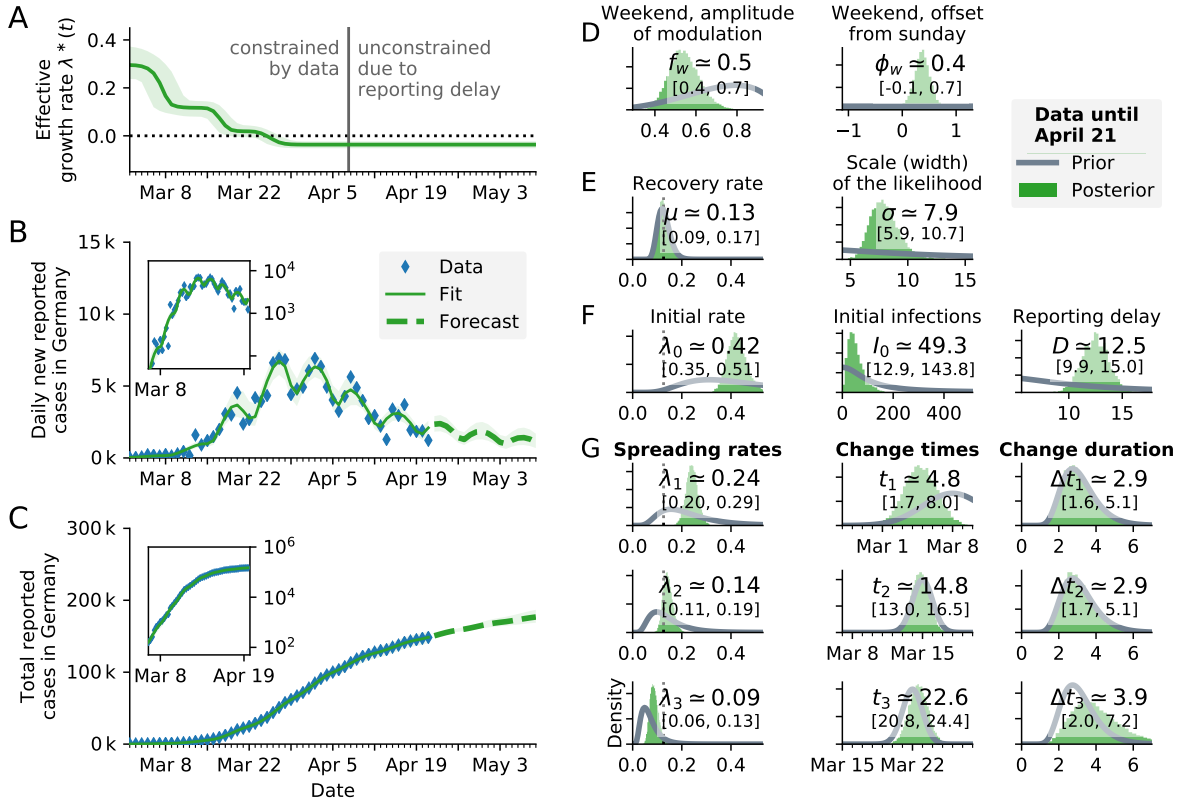 A
Effective
growth rate λ * (t)
0.4
0.2
0.0
constrained
by data
unconstrained
due to
reporting delay
Mar 8
Mar 22
Apr 5
Apr 19
May 3
B
Daily new reported
cases in Germany
15 k
10 k
5 k
0 k
10⁴
10³
Mar 8
Data
Fit
Forecast
Mar 8
Mar 22
Apr 5
Apr 19
May 3
C
Total reported
cases in Germany
300 k
200 k
100 k
0 k
10⁶
10⁴
10²
Mar 8
Apr 19
Mar 8
Mar 22
Apr 5
Apr 19
May 3
Date
D
Weekend, amplitude
of modulation
f_w ≃ 0.5
[0.4, 0.7]
0.4
0.6
0.8
Weekend, offset
from sunday
ϕ_w ≃ 0.4
[-0.1, 0.7]
−1
0
1
Data until
April 21
Prior
Posterior
E
Recovery rate
μ ≃ 0.13
[0.09, 0.17]
0.0
0.2
0.4
Scale (width)
of the likelihood
σ ≃ 7.9
[5.9, 10.7]
5
10
15
F
Initial rate
λ₀ ≃ 0.42
[0.35, 0.51]
0.0
0.2
0.4
Initial infections
I₀ ≃ 49.3
[12.9, 143.8]
0
200
400
Reporting delay
D ≃ 12.5
[9.9, 15.0]
10
15
G
Spreading rates
λ₁ ≃ 0.24
[0.20, 0.29]
0.0
0.2
0.4
Change times
t₁ ≃ 4.8
[1.7, 8.0]
Mar 1
Mar 8
Change duration
Δt₁ ≃ 2.9
[1.6, 5.1]
0
2
4
6
λ₂ ≃ 0.14
[0.11, 0.19]
0.0
0.2
0.4
t₂ ≃ 14.8
[13.0, 16.5]
Mar 8
Mar 15
Δt₂ ≃ 2.9
[1.7, 5.1]
0
2
4
6
Density
λ₃ ≃ 0.09
[0.06, 0.13]
0.0
0.2
0.4
t₃ ≃ 22.6
[20.8, 24.4]
Mar 15
Mar 22
Δt₃ ≃ 3.9
[2.0, 7.2]
0
2
4
6